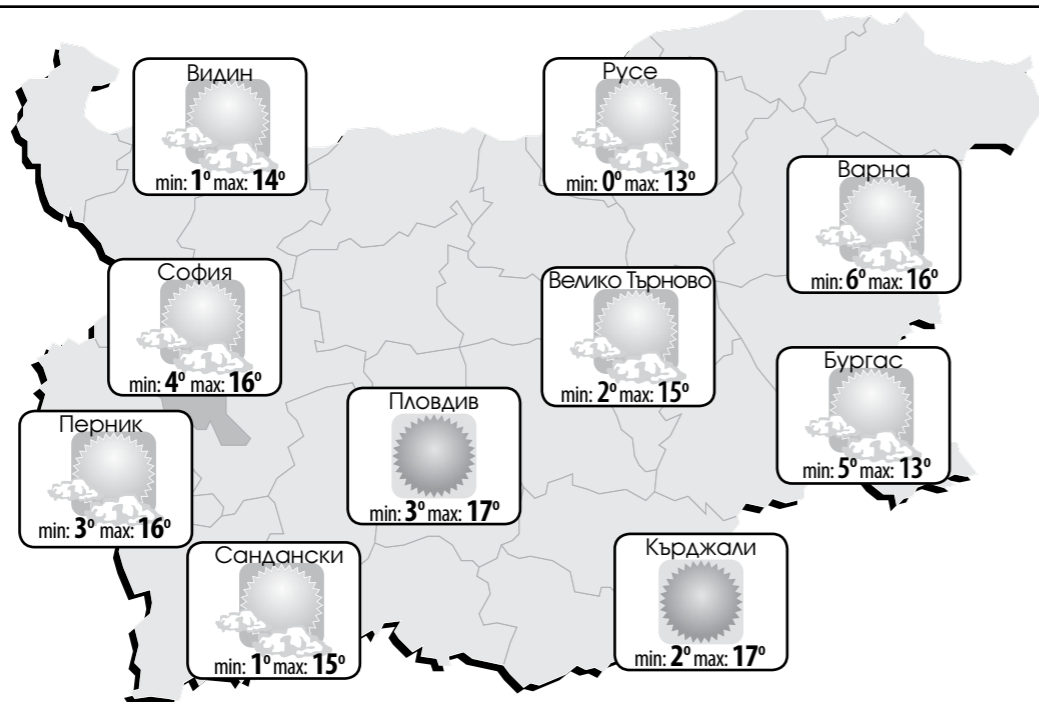 Видин
min: 1° max: 14°
Русе
min: 0° max: 13°
Варна
min: 6° max: 16°
София
min: 4° max: 16°
Велико Търново
min: 2° max: 15°
Бургас
min: 5° max: 13°
Пловдив
min: 3° max: 17°
Перник
min: 3° max: 16°
Сандански
min: 1° max: 15°
Кърджали
min: 2° max: 17°